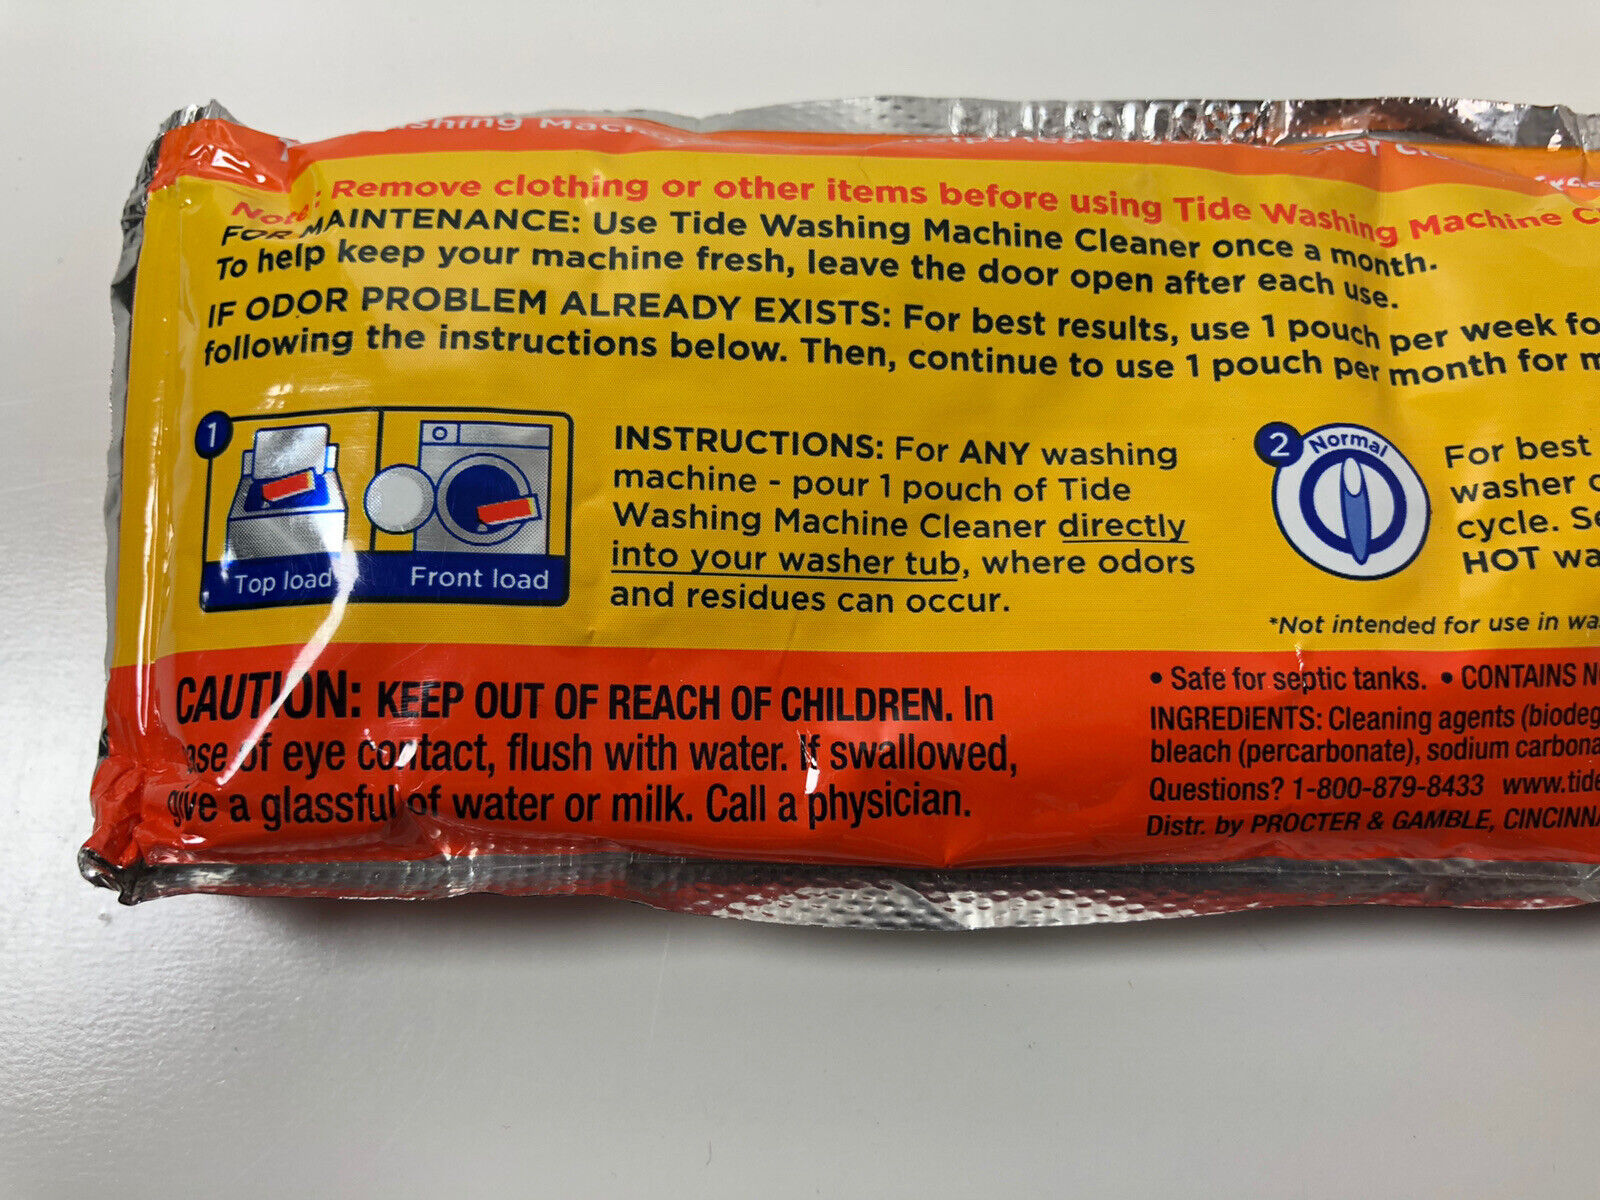 shing
Note: Remove clothing or other items before using Tide Washing Machine
FOR MAINTENANCE: Use Tide Washing Machine Cleaner once a month.
To help keep your machine fresh, leave the door open after each use.
IF ODOR PROBLEM ALREADY EXISTS: For best results, use 1 pouch per week fo
following the instructions below. Then, continue to use 1 pouch per month for
1
Top load
Front load
INSTRUCTIONS: For ANY washing
machine - pour 1 pouch of Tide
Washing Machine Cleaner directly
into your washer tub, where odors
and residues can occur.
2
Normal
For best
washer
cycle.
HOT wa
*Not intended for use in wa
CAUTION: KEEP OUT OF REACH OF CHILDREN. In
ase of eye contact, flush with water. If swallowed,
give a glassful of water or milk. Call a physician.
• Safe for septic tanks. • CONTAINS N
INGREDIENTS: Cleaning agents (biodeg
bleach (percarbonate), sodium carbona
Questions? 1-800-879-8433 www.tide
Distr. by PROCTER & GAMBLE, CINCINN